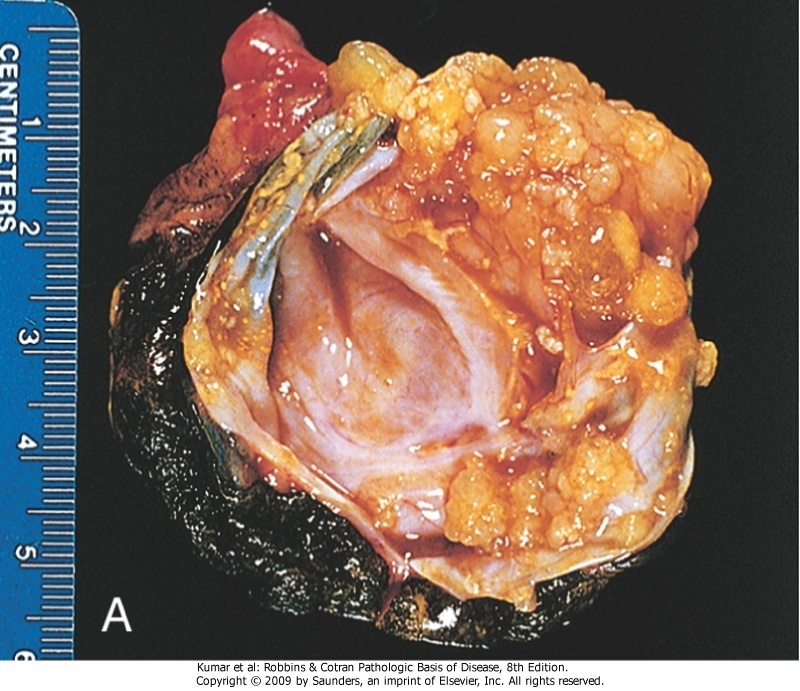 CENTIMETERS
1
2
3
4
5
6
A
Kumar et al: Robbins & Cotran Pathologic Basis of Disease, 8th Edition.
Copyright © 2009 by Saunders, an imprint of Elsevier, Inc. All rights reserved.